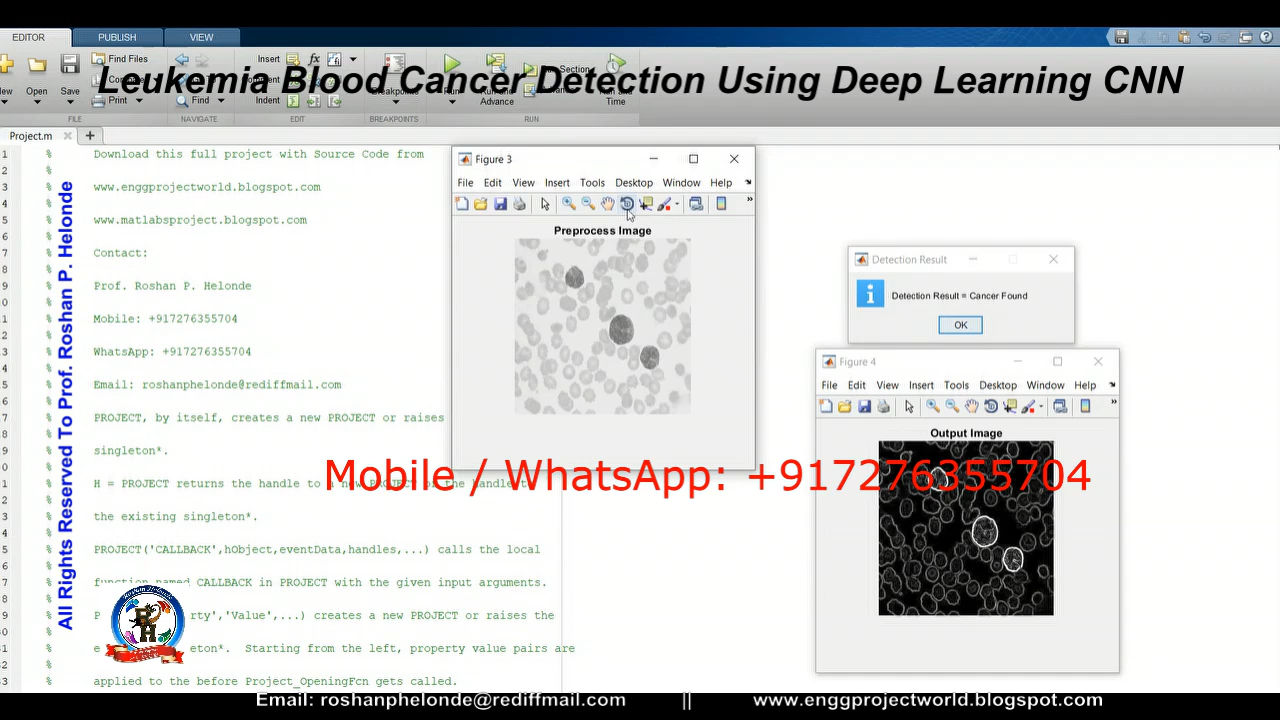 EDITOR PUBLISH VIEW
Leukemia Blood Cancer Detection Using Deep Learning CNN
Find Files
Insert
Open
Save
Print
Find
Indent
Breakpoints
Advance
Time
FILE NAVIGATE EDIT BREAKPOINTS RUN
Project.m
% Download this full project with Source Code from
%
% www.enggprojectworld.blogspot.com
%
% www.matlabsproject.blogspot.com
%
% Contact:
%
% Prof. Roshan P. Helonde
%
% Mobile: +917276355704
%
% WhatsApp: +917276355704
%
% Email: roshanphelonde@rediffmail.com
%
% PROJECT, by itself, creates a new PROJECT or raises
%
% singleton*.
%
% H = PROJECT returns the handle to a new PROJECT or the handle to
%
% the existing singleton*.
%
% PROJECT('CALLBACK',hObject,eventData,handles,...) calls the local
%
% function named CALLBACK in PROJECT with the given input arguments.
%
% rty','Value',...) creates a new PROJECT or raises the
%
% eton*. Starting from the left, property value pairs are
%
% applied to the before Project_OpeningFcn gets called.
All Rights Reserved To Prof. Roshan P. Helonde
Figure 3
File Edit View Insert Tools Desktop Window Help
Preprocess Image
Detection Result
Detection Result = Cancer Found
OK
Figure 4
File Edit View Insert Tools Desktop Window Help
Output Image
Mobile / WhatsApp: +917276355704
Email: roshanphelonde@rediffmail.com || www.enggprojectworld.blogspot.com